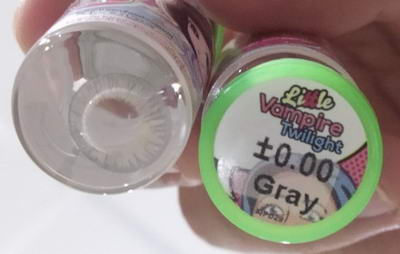 Little
Vampire
Twilight
±0.00
Gray